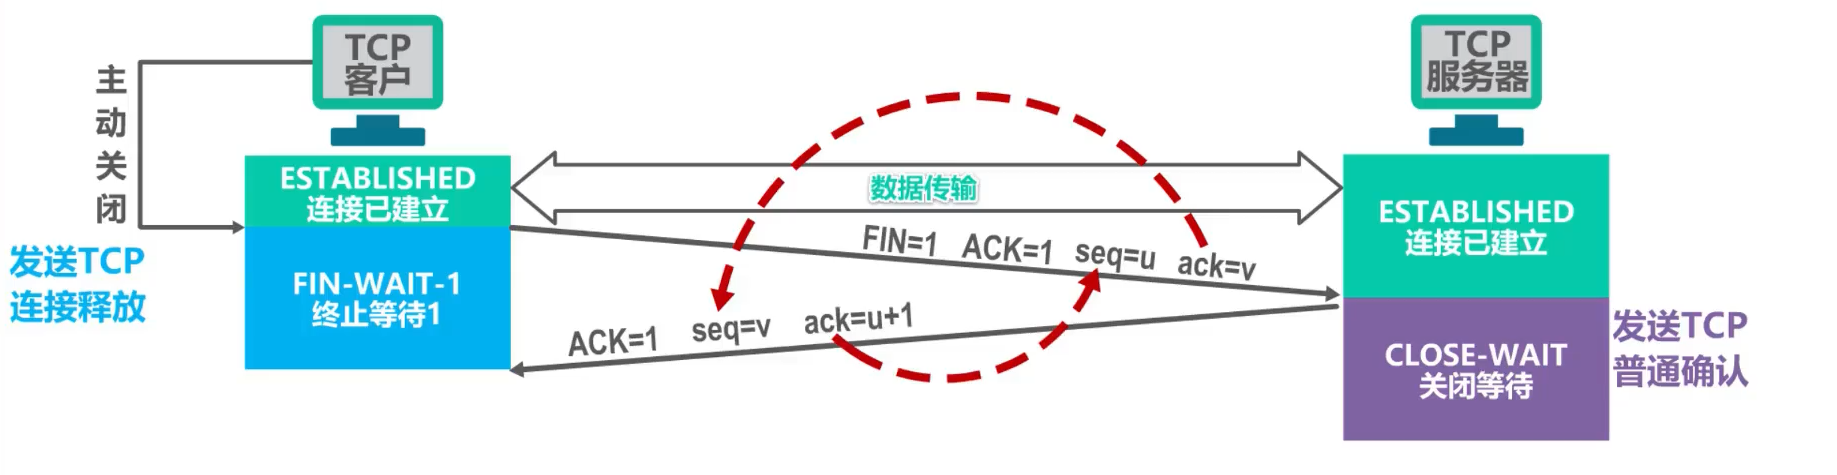 TCP
客户
TCP
服务器
主动关闭
ESTABLISHED
连接已建立
数据传输
ESTABLISHED
连接已建立
FIN=1 ACK=1 seq=u ack=v
发送TCP
连接释放
FIN-WAIT-1
终止等待1
ACK=1 seq=v ack=u+1
CLOSE-WAIT
关闭等待
发送TCP
普通确认